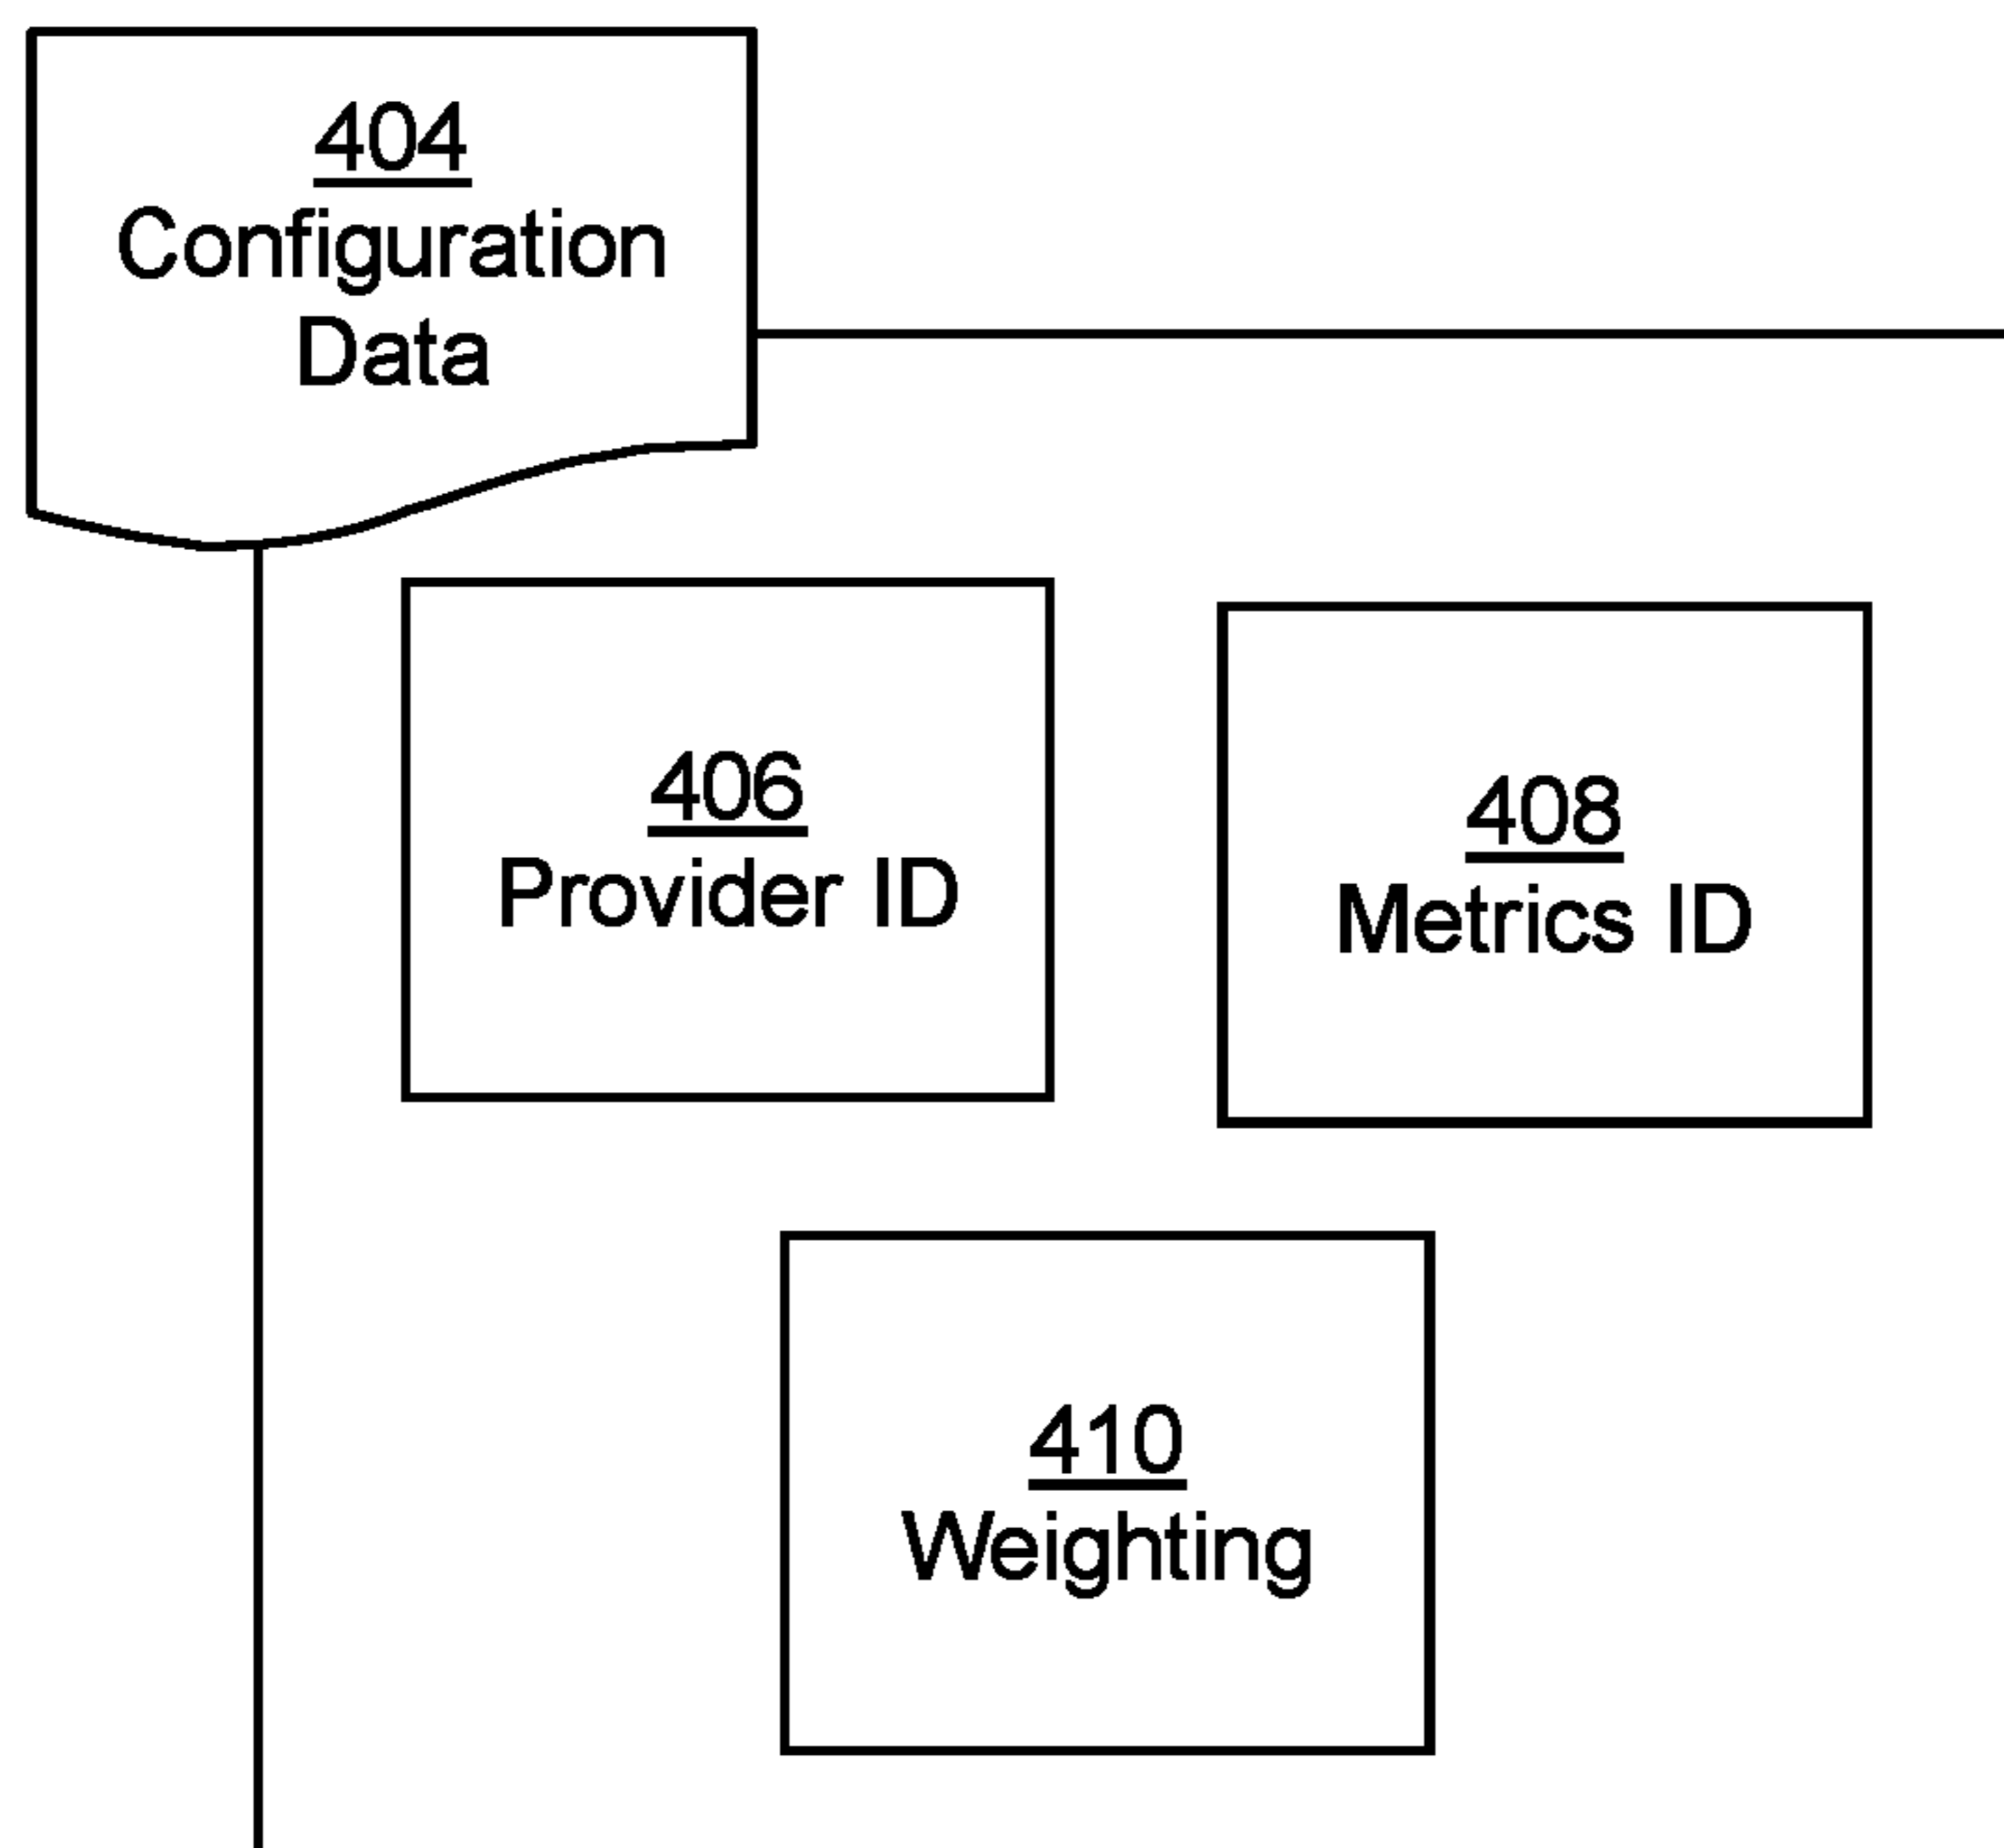 404
Configuration
Data
406
Provider ID
408
Metrics ID
410
Weighting